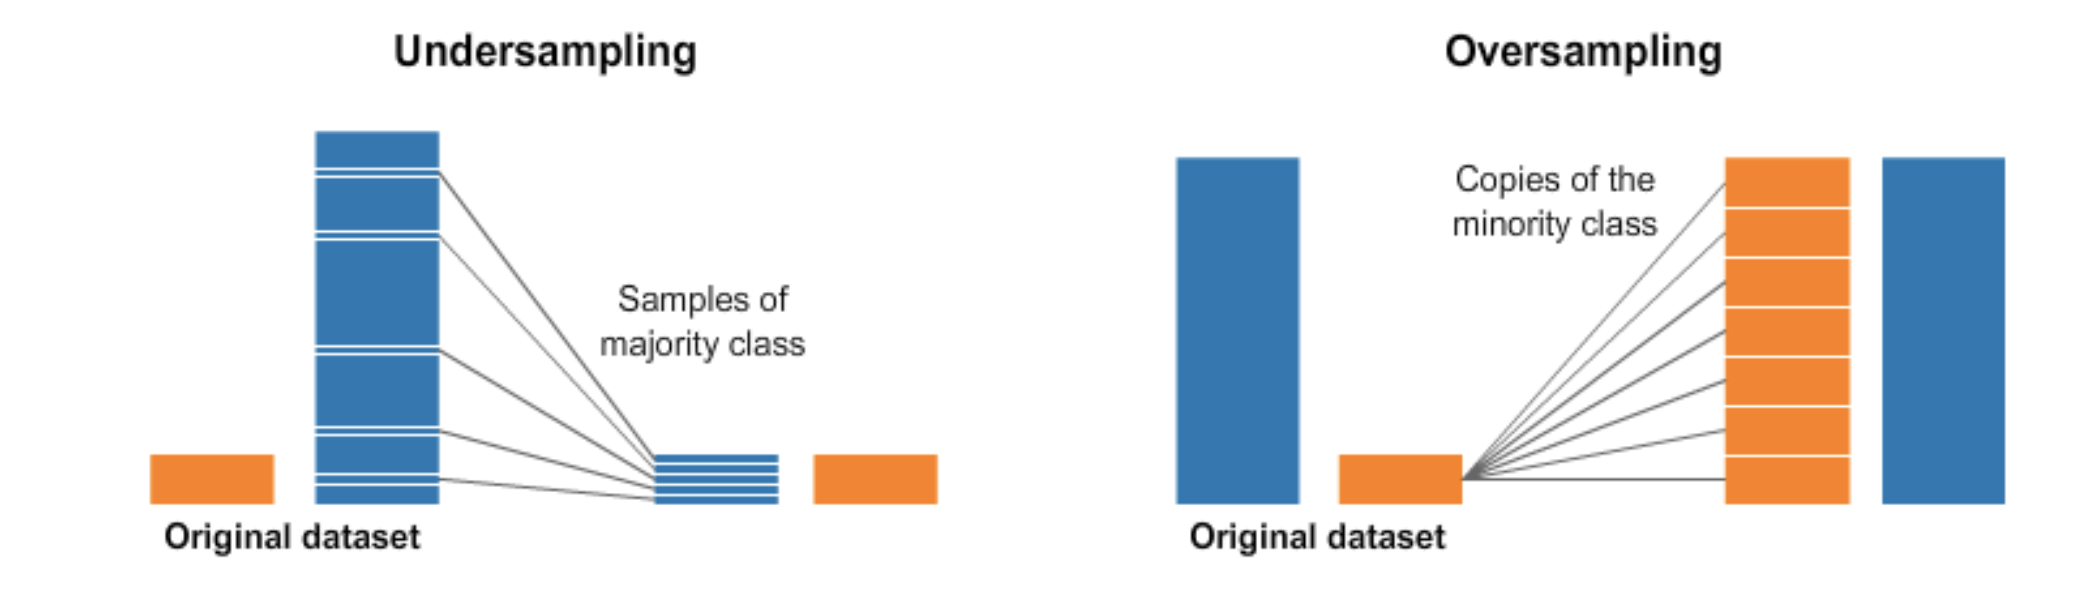 Undersampling
Samples of
majority class
Original dataset
Oversampling
Copies of the
minority class
Original dataset